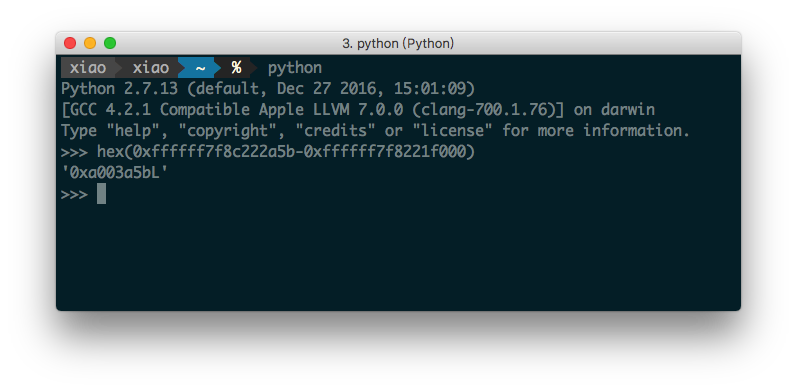 3. python (Python)
xiao xiao ~ % python
Python 2.7.13 (default, Dec 27 2016, 15:01:09)
[GCC 4.2.1 Compatible Apple LLVM 7.0.0 (clang-700.1.76)] on darwin
Type "help", "copyright", "credits" or "license" for more information.
>>> hex(0xffffff7f8c222a5b-0xffffff7f8221f000)
'0xa003a5bL'
>>>